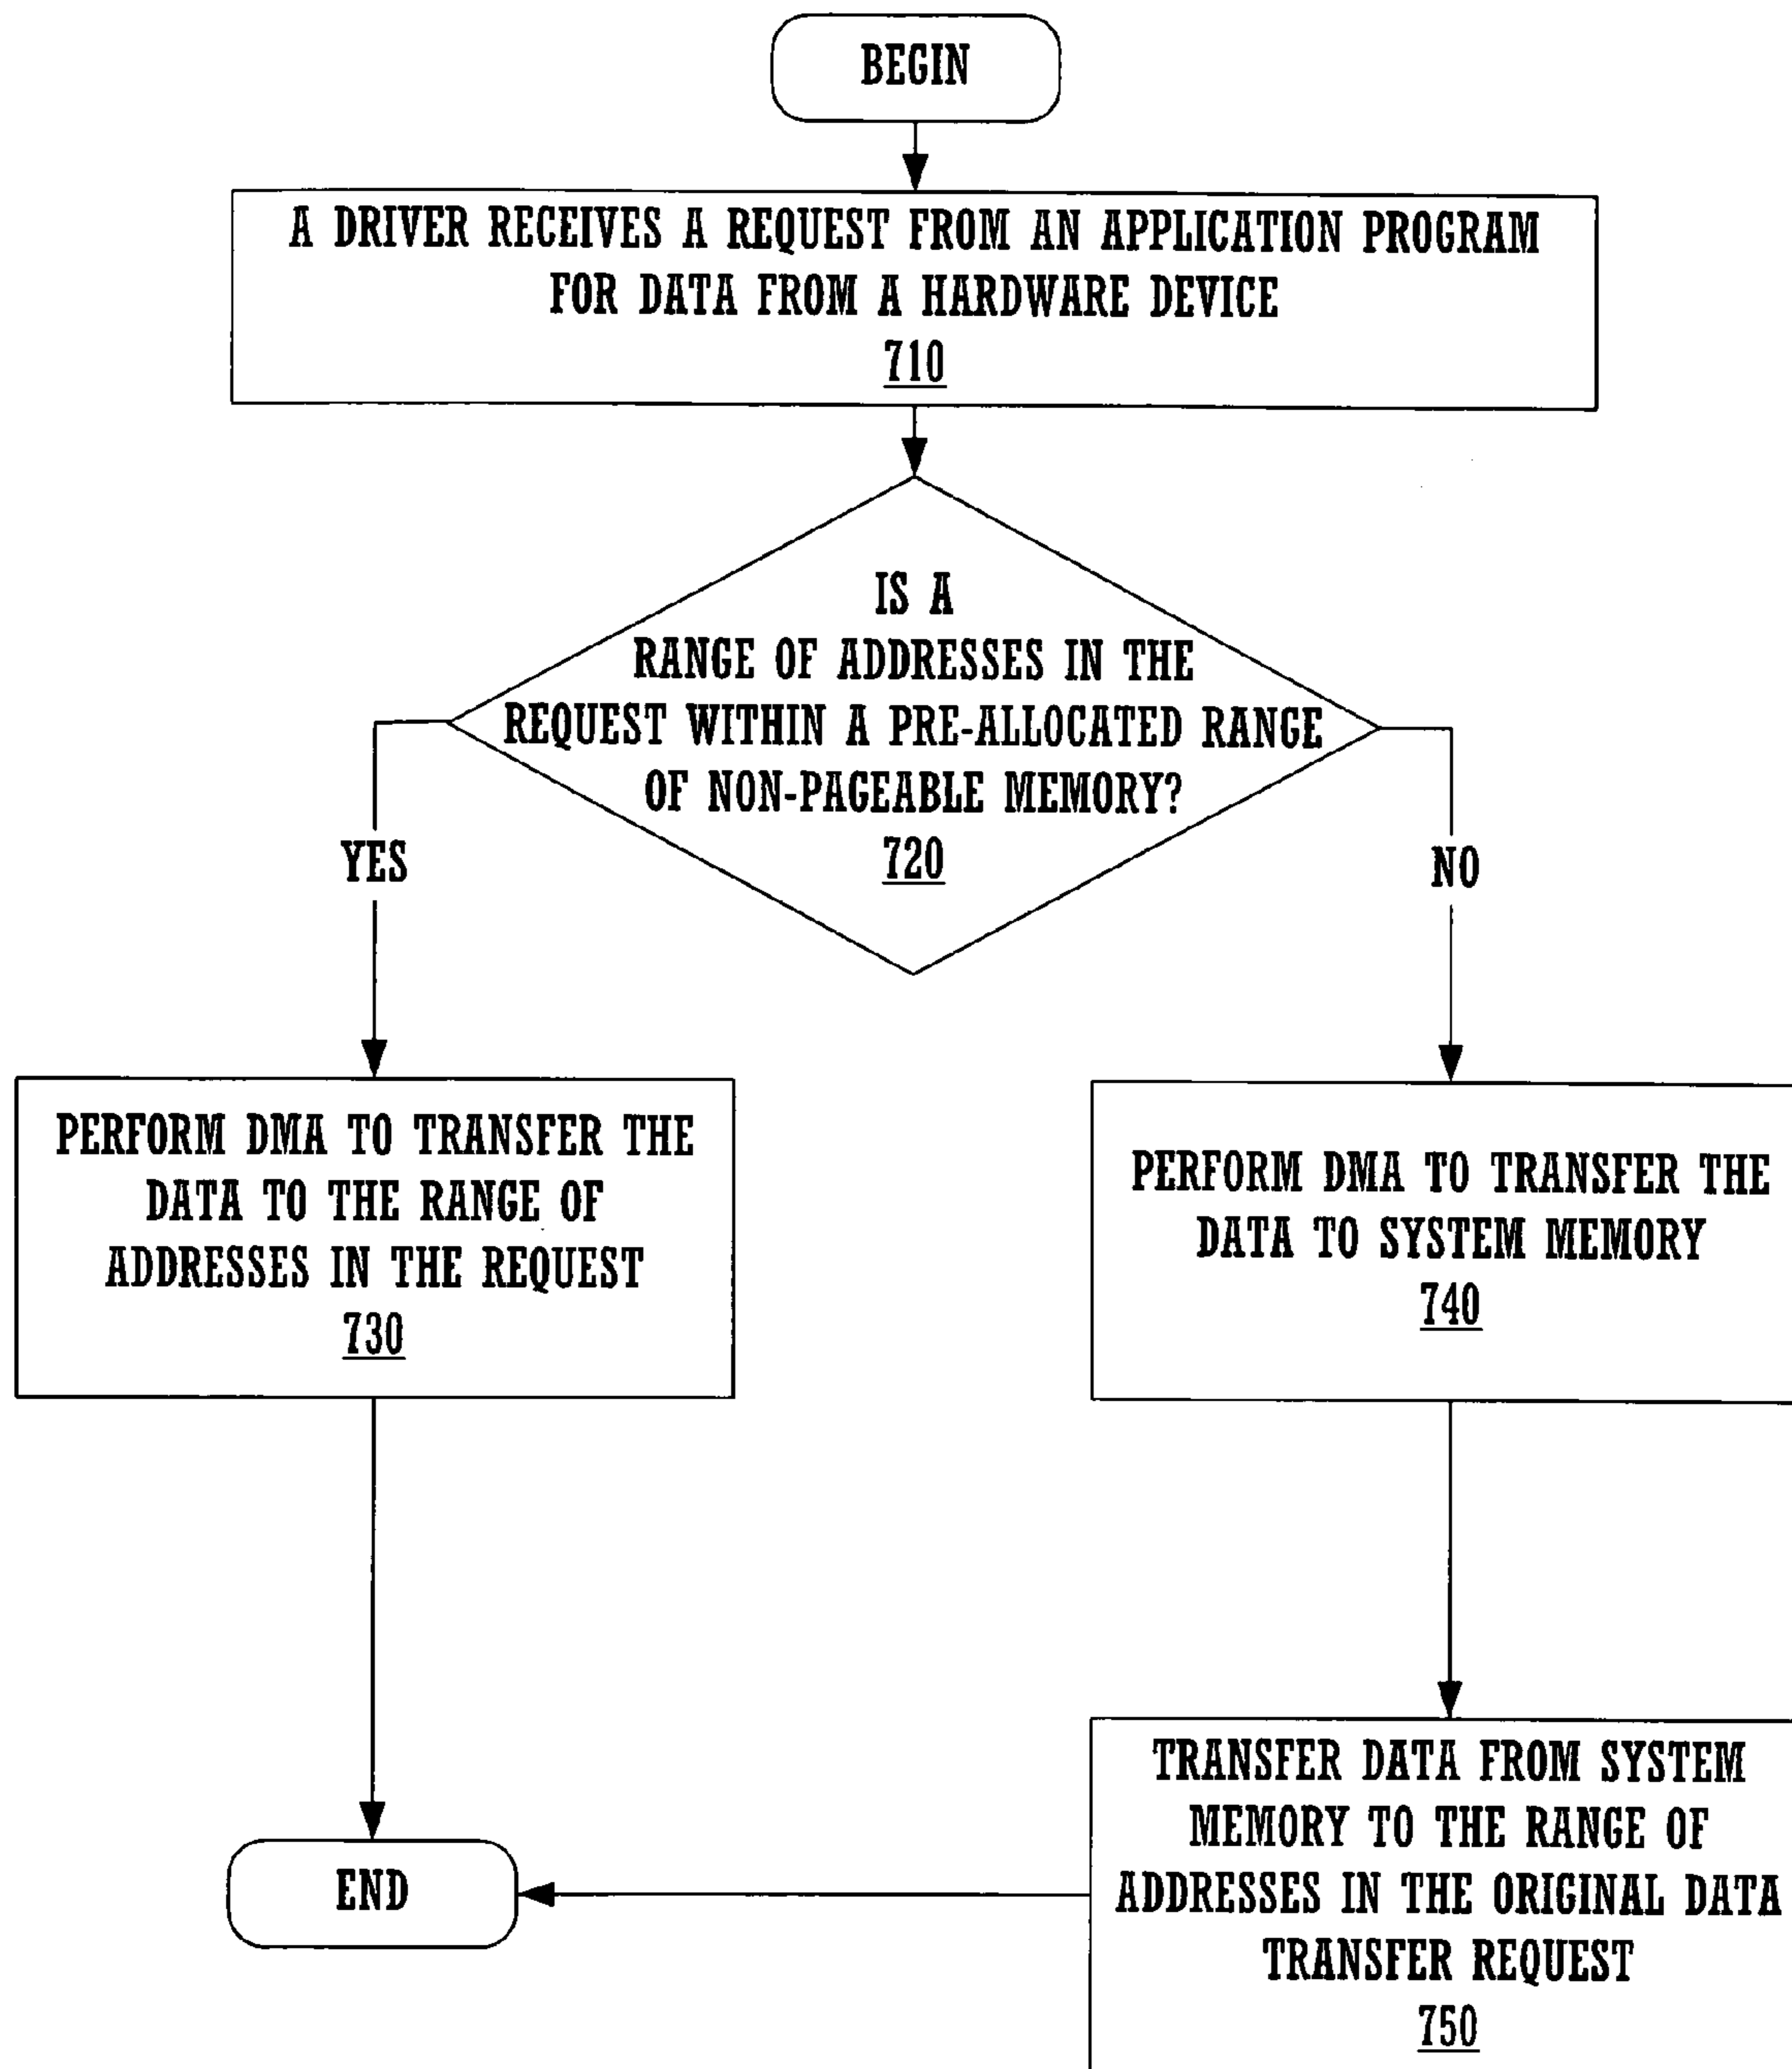 BEGIN
A DRIVER RECEIVES A REQUEST FROM AN APPLICATION PROGRAM
FOR DATA FROM A HARDWARE DEVICE
710
IS A
RANGE OF ADDRESSES IN THE
REQUEST WITHIN A PRE-ALLOCATED RANGE
OF NON-PAGEABLE MEMORY?
720
YES
NO
PERFORM DMA TO TRANSFER THE
DATA TO THE RANGE OF
ADDRESSES IN THE REQUEST
730
PERFORM DMA TO TRANSFER THE
DATA TO SYSTEM MEMORY
740
TRANSFER DATA FROM SYSTEM
MEMORY TO THE RANGE OF
ADDRESSES IN THE ORIGINAL DATA
TRANSFER REQUEST
750
END